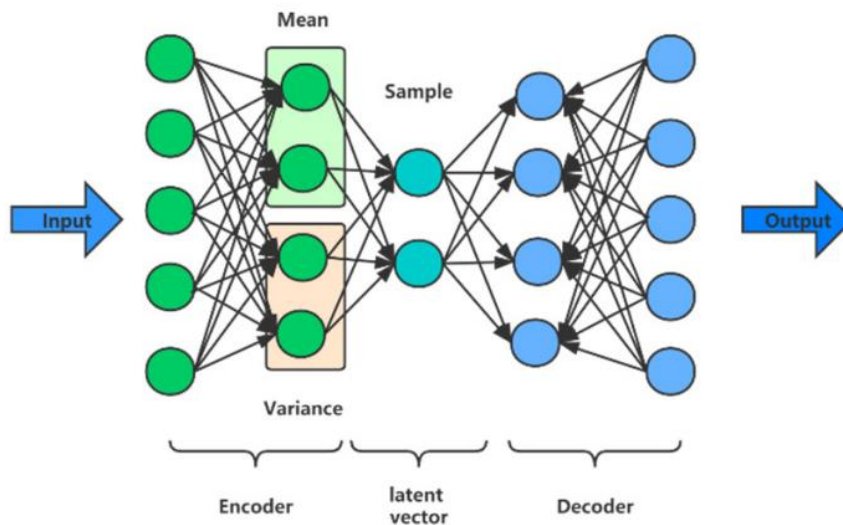 Mean
Sample
Input
Output
Variance
Encoder
latent
vector
Decoder